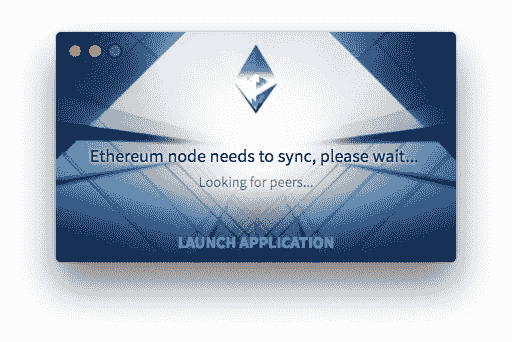 Ethereum node needs to sync, please wait...
Looking for peers...
LAUNCH APPLICATION